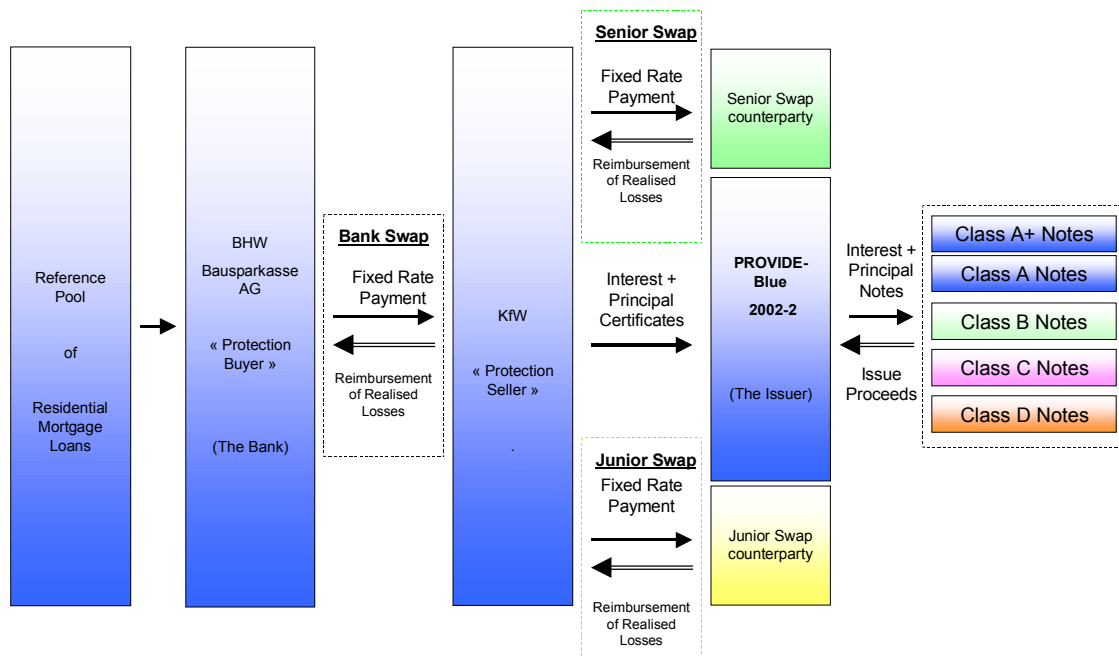 Reference
Pool
of
Residential
Mortgage
Loans
BHW
Bausparkasse
AG
« Protection
Buyer »
(The Bank)
Bank Swap
Fixed Rate
Payment
Reimbursement
of Realised
Losses
KfW
« Protection
Seller »
.
Senior Swap
Fixed Rate
Payment
Reimbursement
of Realised
Losses
Interest +
Principal
Certificates
Junior Swap
Fixed Rate
Payment
Reimbursement
of Realised
Losses
Senior Swap
counterparty
PROVIDE-
Blue
2002-2
(The Issuer)
Junior Swap
counterparty
Interest +
Principal
Notes
Issue
Proceeds
Class A+ Notes
Class A Notes
Class B Notes
Class C Notes
Class D Notes